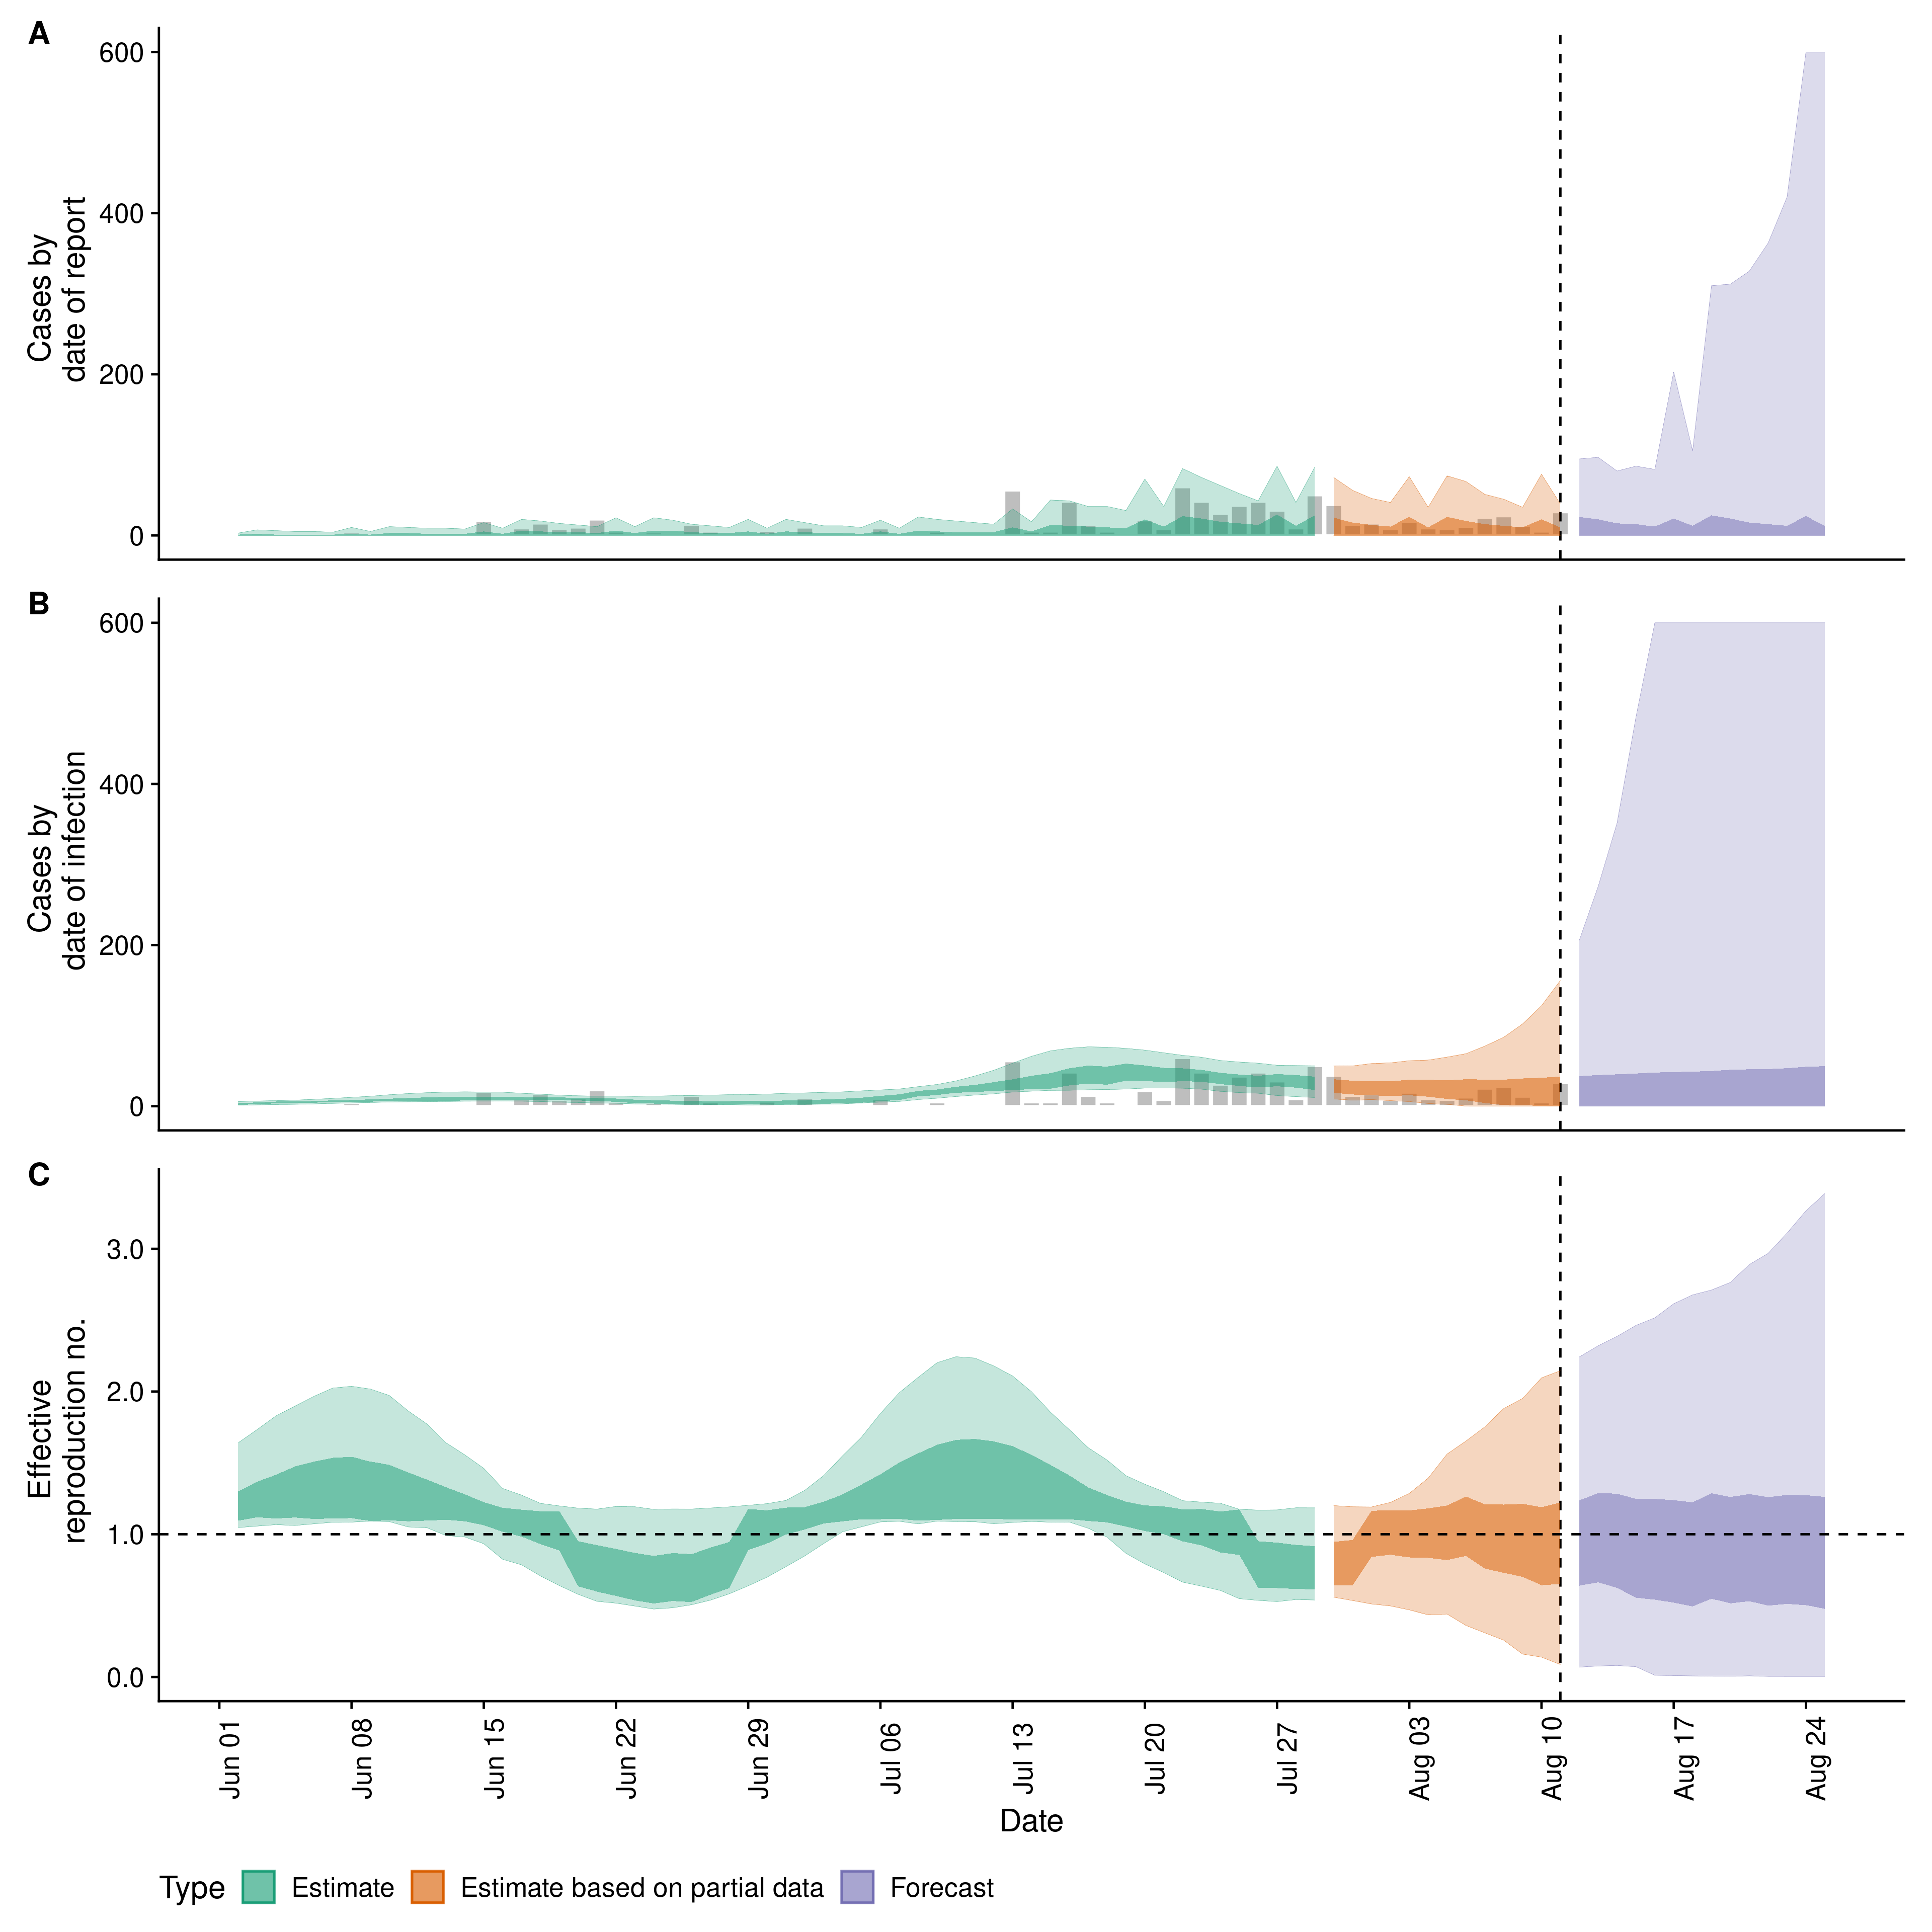 A
Cases by
date of report
600
400
200
0
B
Cases by
date of infection
600
400
200
0
C
Effective
reproduction no.
3.0
2.0
1.0
0.0
Jun 01
Jun 08
Jun 15
Jun 22
Jun 29
Jul 06
Jul 13
Jul 20
Jul 27
Aug 03
Aug 10
Aug 17
Aug 24
Date
Type Estimate Estimate based on partial data Forecast